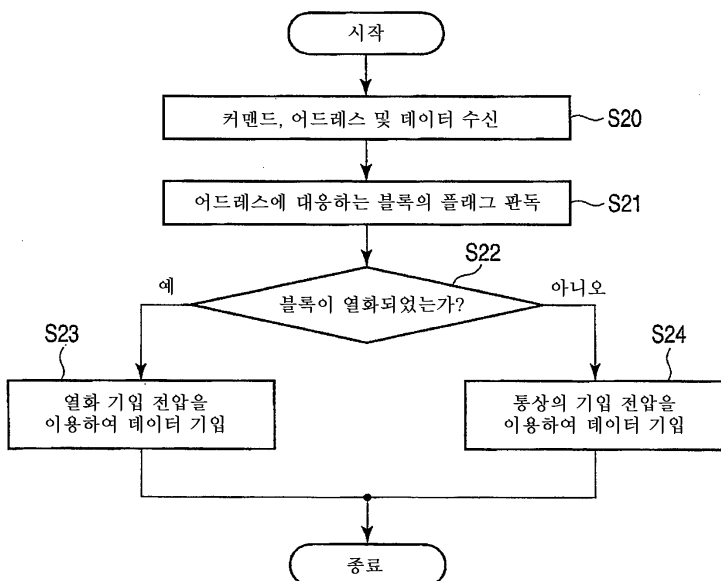 시작
커맨드, 어드레스 및 데이터 수신
S20
어드레스에 대응하는 블록의 플래그 판독
S21
S22
블록이 열화되었는가?
예
아니오
S23
열화 기입 전압을
이용하여 데이터 기입
S24
통상의 기입 전압을
이용하여 데이터 기입
종료